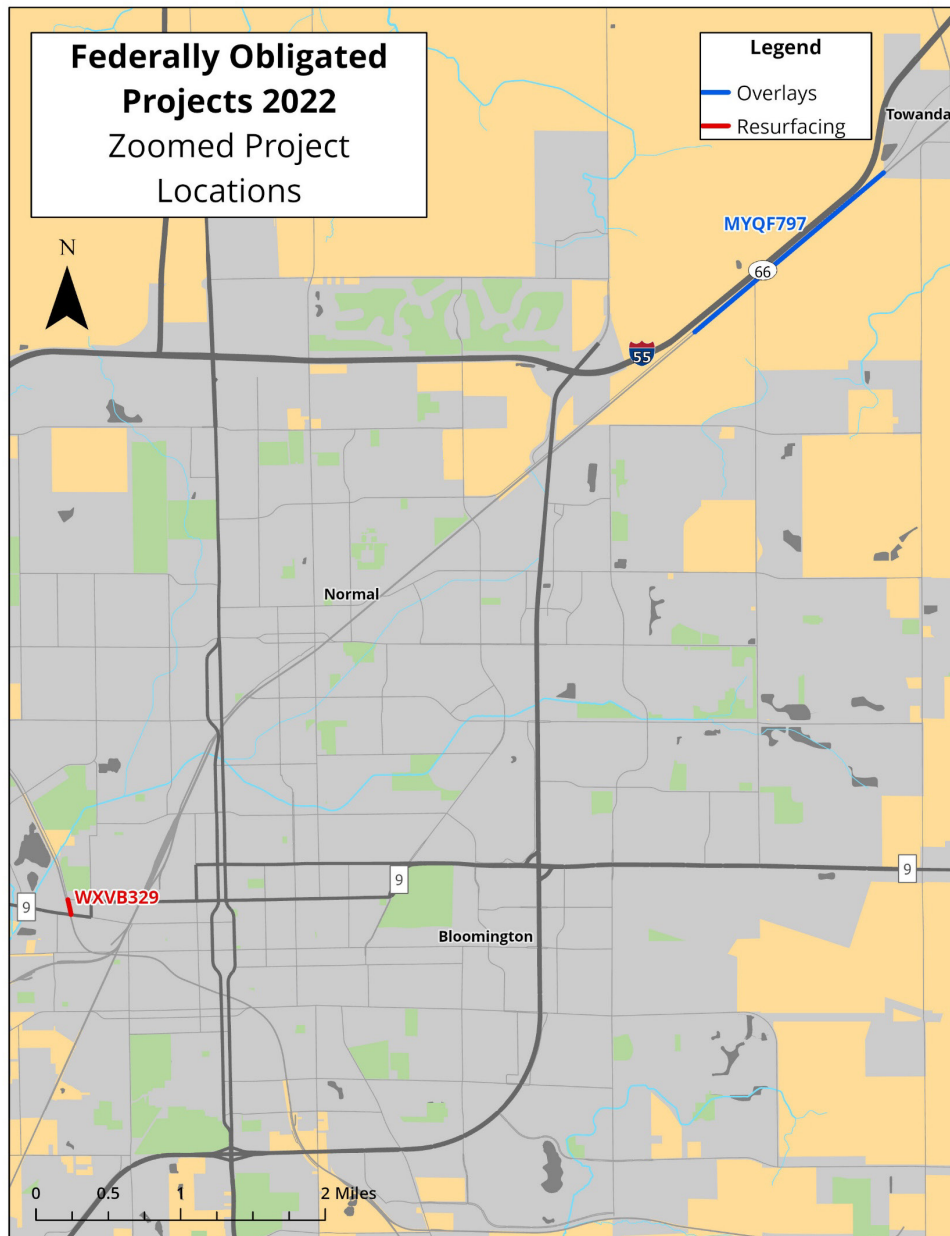 Federally Obligated
Projects 2022
Zoomed Project
Locations
Legend
Overlays
Resurfacing
Towanda
MYQF797
66
N
55
Normal
9
9
WXVB329
9
Bloomington
0 0.5 1 2 Miles